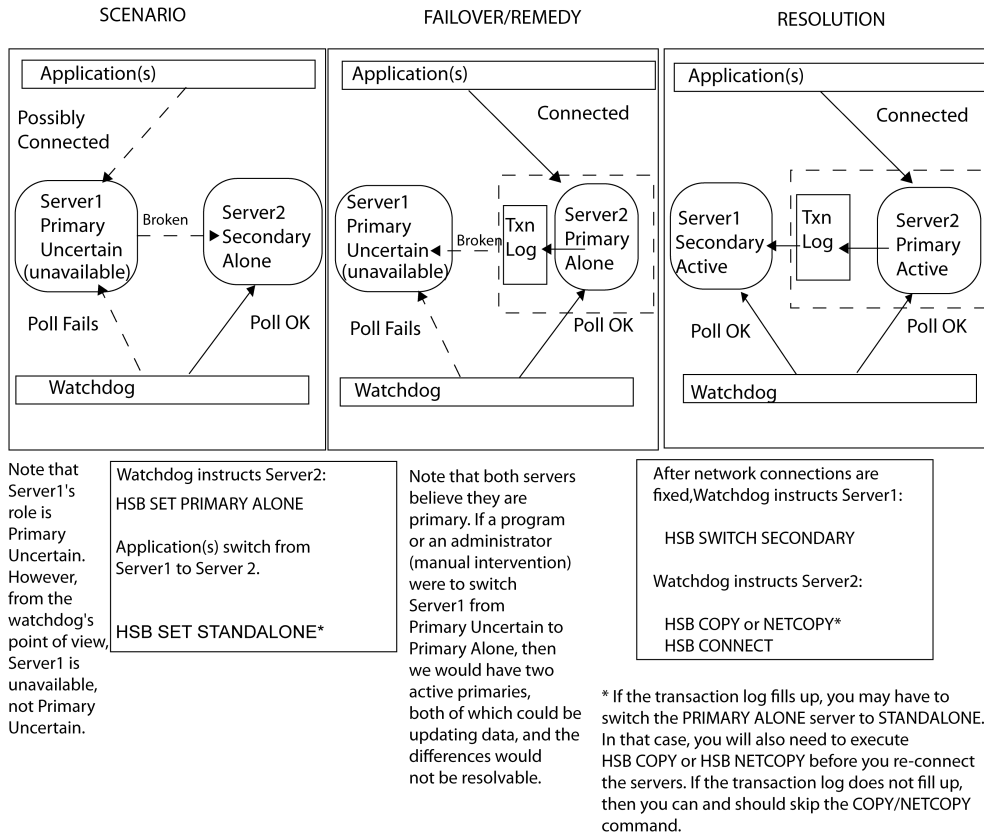 SCENARIO
FAILOVER/REMEDY
RESOLUTION
Application(s)
Possibly
Connected
Server1
Primary
Uncertain
(unavailable)
Broken
Server2
Secondary
Alone
Poll Fails
Poll OK
Watchdog
Application(s)
Connected
Server1
Primary
Uncertain
(unavailable)
Broken
Txn
Log
Server2
Primary
Alone
Poll Fails
Poll OK
Watchdog
Application(s)
Connected
Server1
Secondary
Active
Txn
Log
Server2
Primary
Active
Poll OK
Poll OK
Watchdog
Note that
Server1's
role is
Primary
Uncertain.
However,
from the
watchdog's
point of view,
Server1 is
unavailable,
not Primary
Uncertain.
Watchdog instructs Server2:
HSB SET PRIMARY ALONE
Application(s) switch from
Server1 to Server 2.
HSB SET STANDALONE*
Note that both servers
believe they are
primary. If a program
or an administrator
(manual intervention)
were to switch
Server1 from
Primary Uncertain to
Primary Alone, then
we would have two
active primaries,
both of which could be
updating data, and the
differences would
not be resolvable.
After network connections are
fixed,Watchdog instructs Server1:
HSB SWITCH SECONDARY
Watchdog instructs Server2:
HSB COPY or NETCOPY*
HSB CONNECT
* If the transaction log fills up, you may have to
switch the PRIMARY ALONE server to STANDALONE.
In that case, you will also need to execute
HSB COPY or HSB NETCOPY before you re-connect
the servers. If the transaction log does not fill up,
then you can and should skip the COPY/NETCOPY
command.